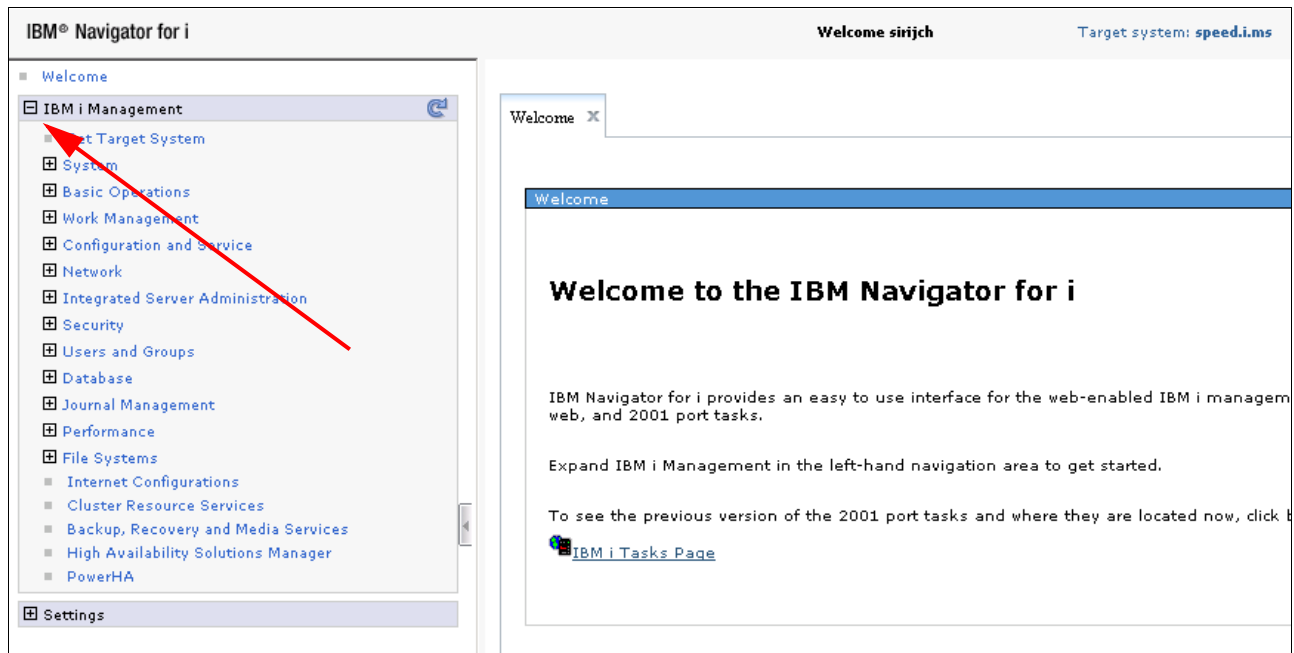 IBM® Navigator for i
Welcome sirijch
Target system: speed.i.ms
Welcome
IBM i Management
et Target System
System
Basic Operations
Work Management
Configuration and Service
Network
Integrated Server Administration
Security
Users and Groups
Database
Journal Management
Performance
File Systems
Internet Configurations
Cluster Resource Services
Backup, Recovery and Media Services
High Availability Solutions Manager
PowerHA
Settings
Welcome X
Welcome
Welcome to the IBM Navigator for i
IBM Navigator for i provides an easy to use interface for the web-enabled IBM i managem
web, and 2001 port tasks.
Expand IBM i Management in the left-hand navigation area to get started.
To see the previous version of the 2001 port tasks and where they are located now, click
IBM i Tasks Page